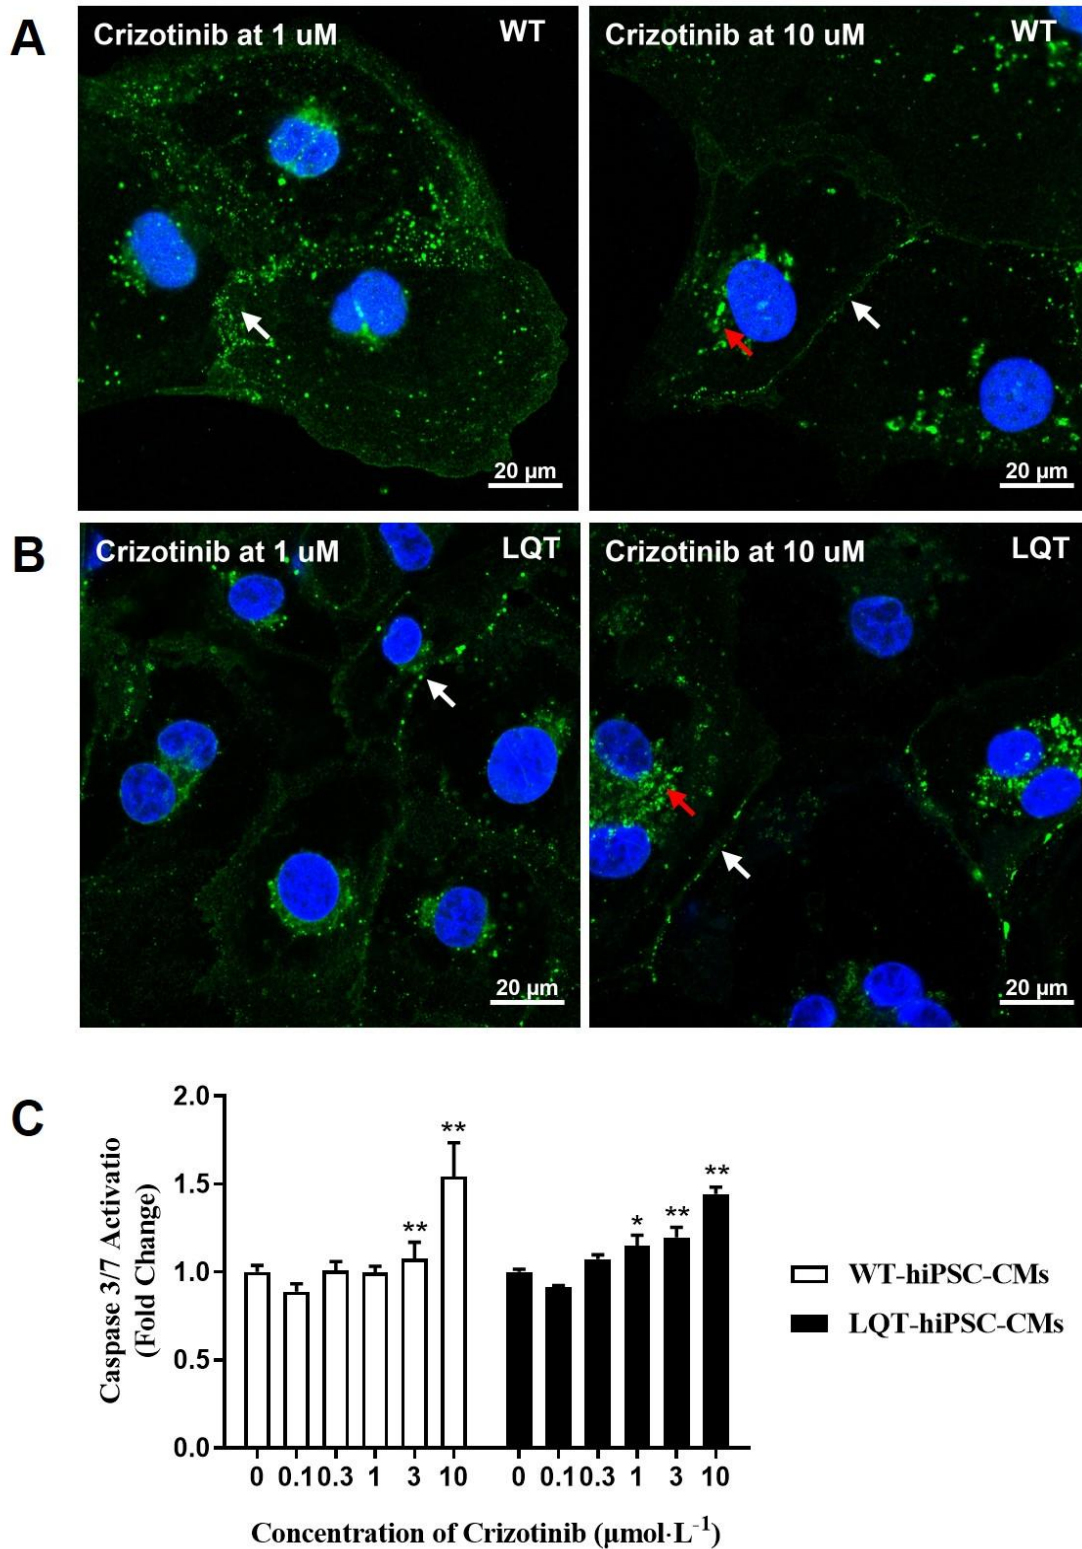 A
Crizotinib at 1 uM WT
Crizotinib at 10 uM WT
20 µm
20 µm
B
Crizotinib at 1 uM LQT
Crizotinib at 10 uM LQT
20 µm
20 µm
C
Caspase 3/7 Activatio
(Fold Change)
2.0
1.5
1.0
0.5
0.0
** ** * ** **
0 0.1 0.3 1 3 10 0 0.1 0.3 1 3 10
Concentration of Crizotinib (µmol·L⁻¹)
WT-hiPSC-CMs
LQT-hiPSC-CMs